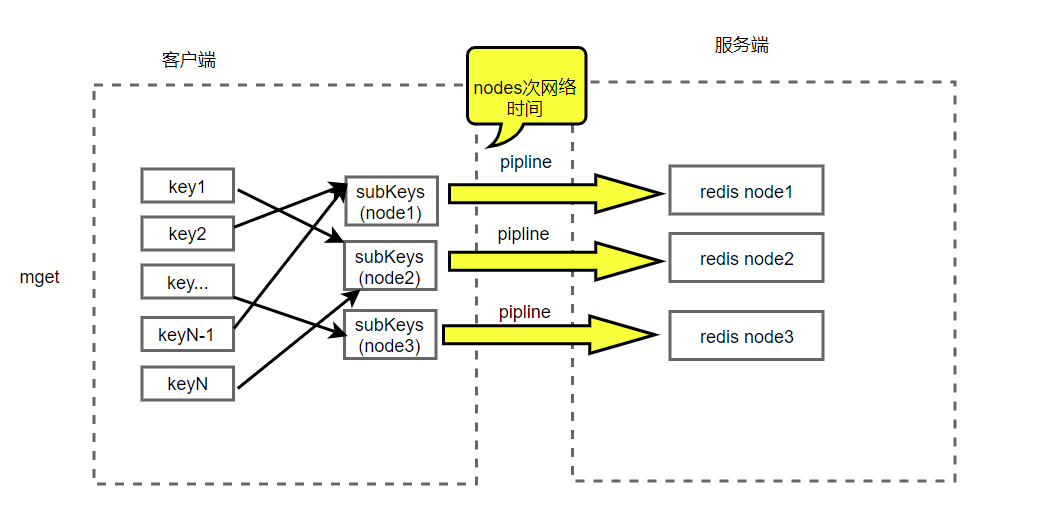 客户端
服务端
nodes次网络
时间
mget
key1
key2
key...
keyN-1
keyN
subKeys
(node1)
subKeys
(node2)
subKeys
(node3)
pipline
pipline
pipline
redis node1
redis node2
redis node3